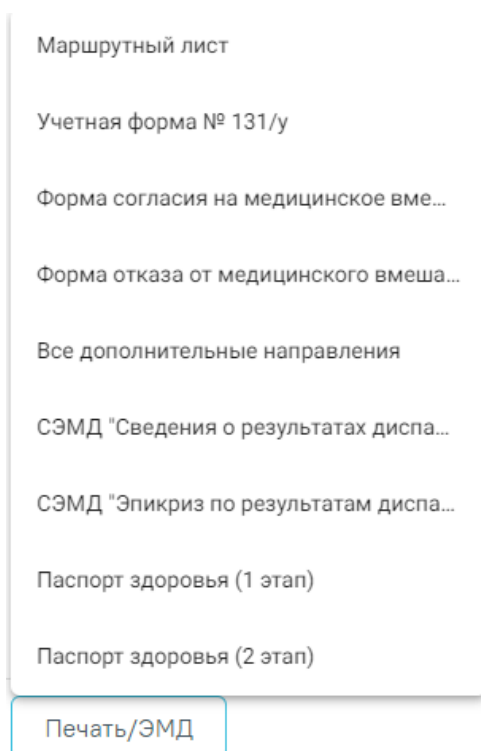 Маршрутный лист
Учетная форма № 131/у
Форма согласия на медицинское вме...
Форма отказа от медицинского вмеша...
Все дополнительные направления
СЭМД "Сведения о результатах диспа...
СЭМД "Эпикриз по результатам диспа...
Паспорт здоровья (1 этап)
Паспорт здоровья (2 этап)
Печать/ЭМД